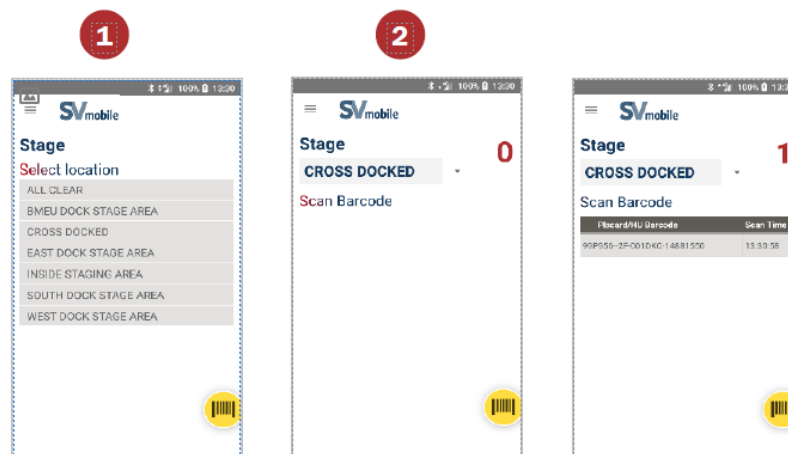 1
2
100% 13:30
SVmobile
Stage
Select location
ALL CLEAR
BMEU DOCK STAGE AREA
CROSS DOCKED
EAST DOCK STAGE AREA
INSIDE STAGING AREA
SOUTH DOCK STAGE AREA
WEST DOCK STAGE AREA
100% 13:30
SVmobile
Stage
0
CROSS DOCKED
Scan Barcode
100% 13:3
SVmobile
Stage
1
CROSS DOCKED
Scan Barcode
Placard/HU Barcode Scan Time
13:30:58